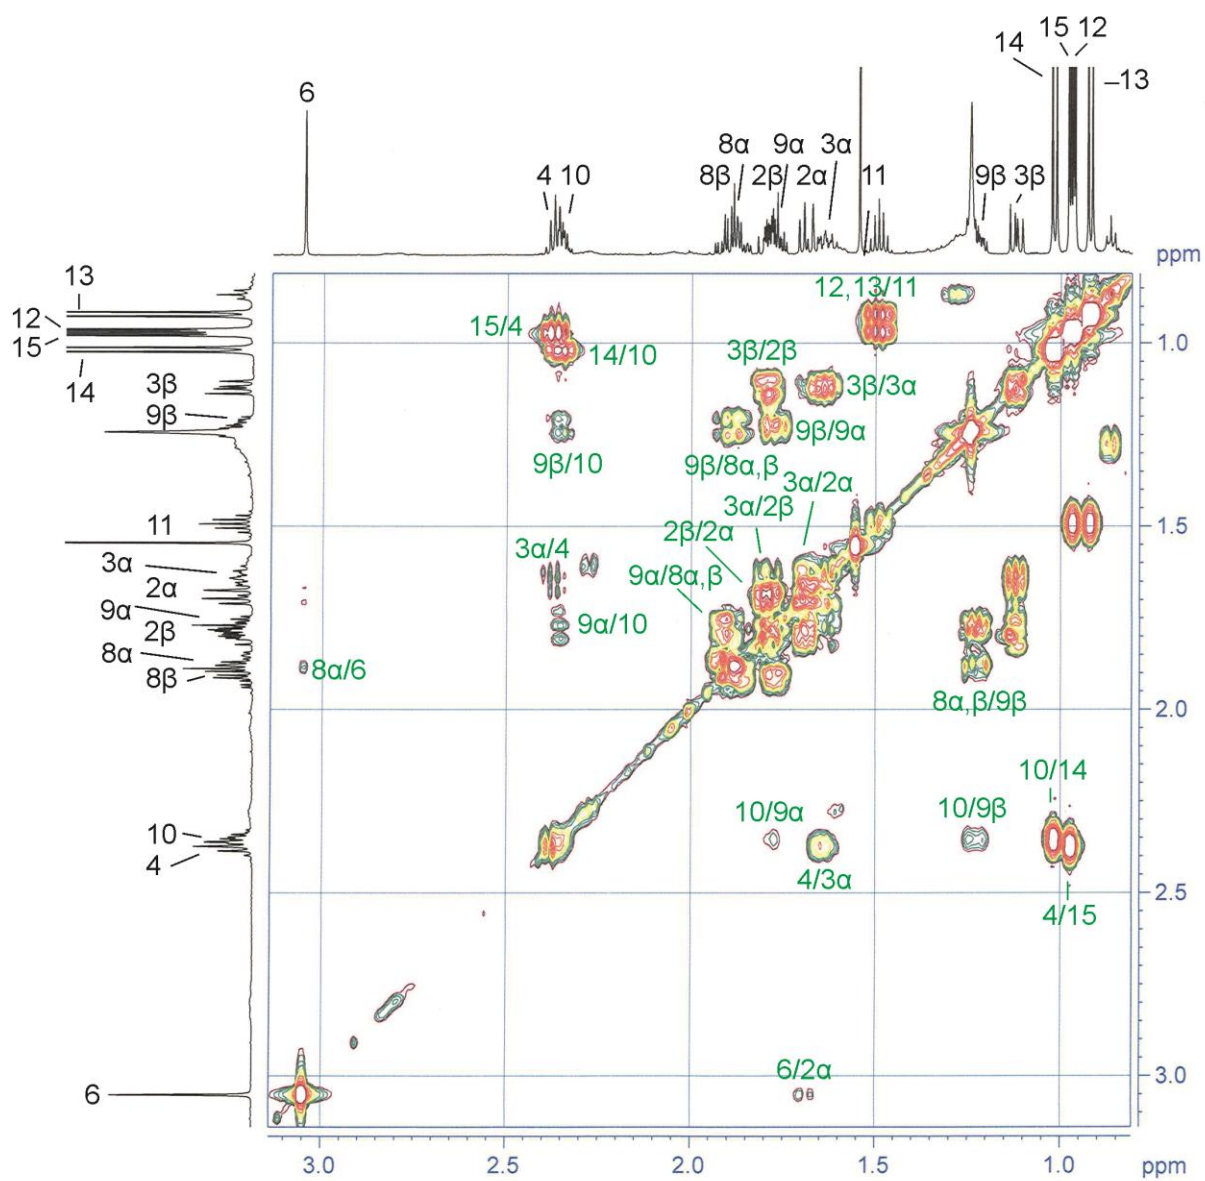 15 12
14
–13
6
8α 9α 3α
4 10 8β 2β 2α 11 9β 3β
ppm
13
12
15
14
3β
9β
11
3α
2α
9α
2β
8α
8β
10
4
6
12,13/11
15/4
14/10
3β/2β
3β/3α
9β/9α
9β/10
9β/8α,β
3α/2α
3α/2β
2β/2α
3α/4
9α/8α,β
9α/10
8α/6
8α,β/9β
10/14
10/9α
10/9β
4/3α
4/15
6/2α
1.0
1.5
2.0
2.5
3.0
3.0 2.5 2.0 1.5 1.0 ppm